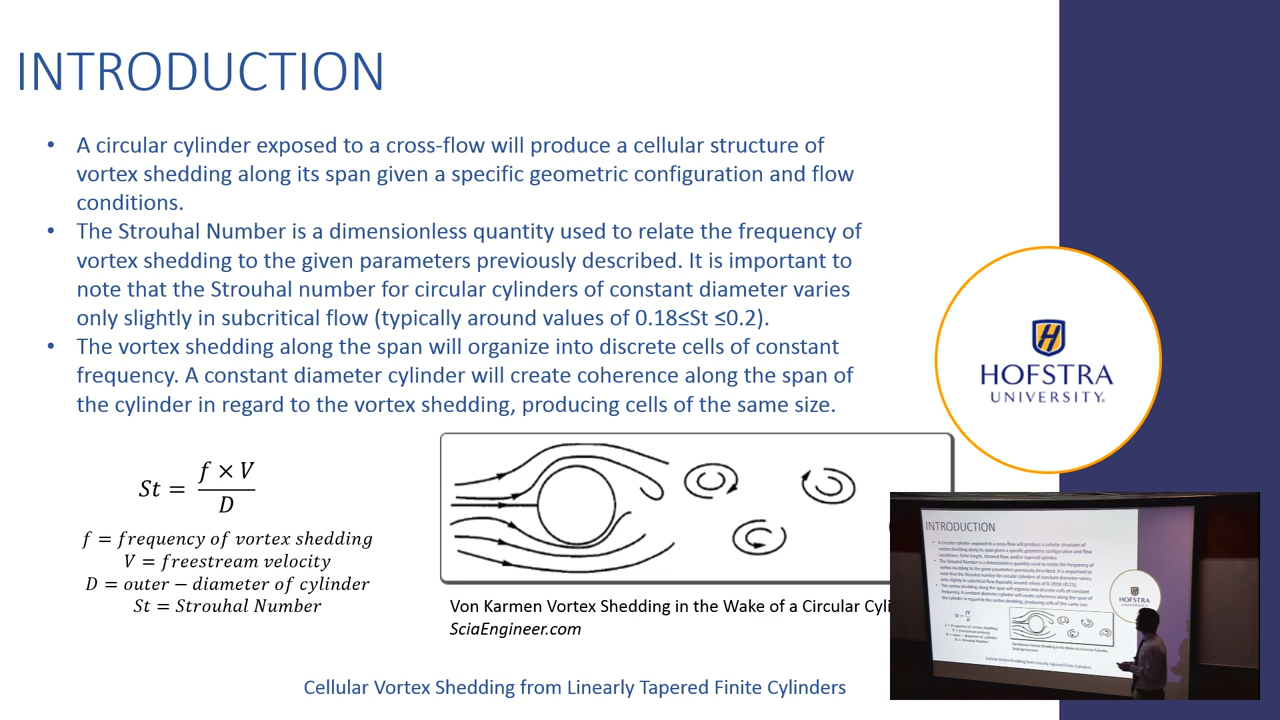 INTRODUCTION
• A circular cylinder exposed to a cross-flow will produce a cellular structure of
vortex shedding along its span given a specific geometric configuration and flow
conditions.
• The Strouhal Number is a dimensionless quantity used to relate the frequency of
vortex shedding to the given parameters previously described. It is important to
note that the Strouhal number for circular cylinders of constant diameter varies
only slightly in subcritical flow (typically around values of 0.18≤St ≤0.2).
• The vortex shedding along the span will organize into discrete cells of constant
frequency. A constant diameter cylinder will create coherence along the span of
the cylinder in regard to the vortex shedding, producing cells of the same size.
HOFSTRA
UNIVERSITY
St = f × V / D
f = frequency of vortex shedding
V = freestream velocity
D = outer − diameter of cylinder
St = Strouhal Number
Von Karmen Vortex Shedding in the Wake of a Circular Cyli
SciaEngineer.com
Cellular Vortex Shedding from Linearly Tapered Finite Cylinders
INTRODUCTION
HOFSTRA